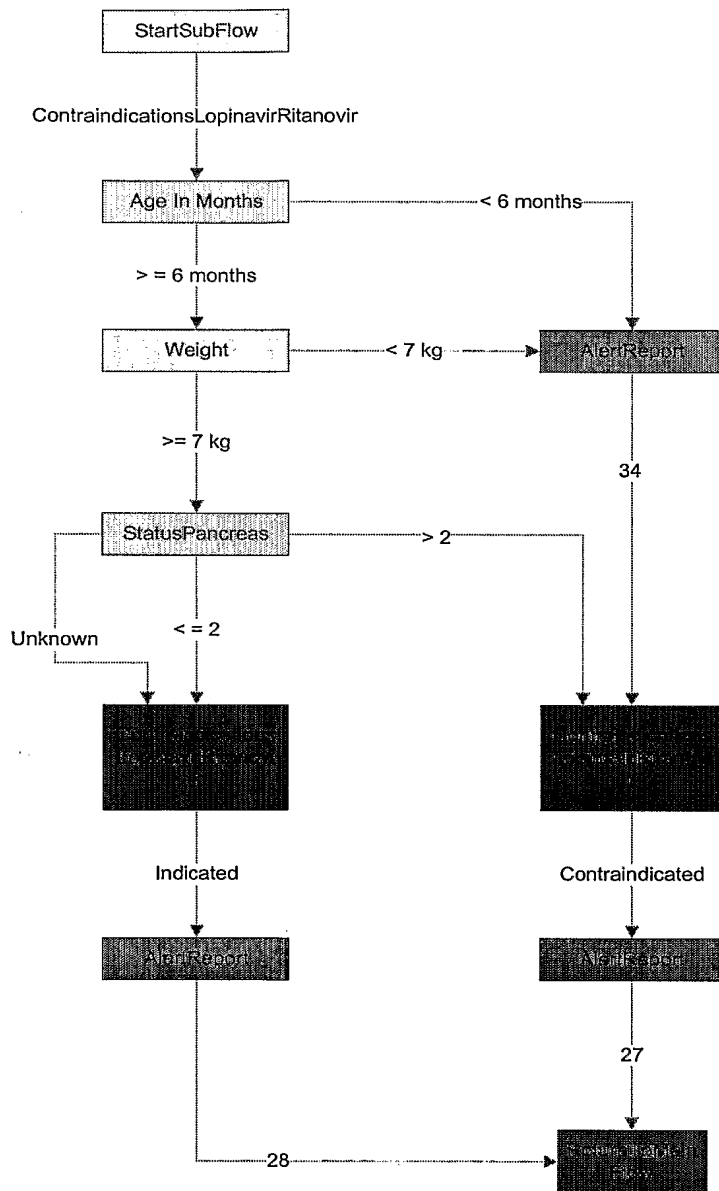 StartSubFlow
ContraindicationsLopinavirRitanovir
Age In Months
< 6 months
> = 6 months
Weight
< 7 kg
AlertReport
>= 7 kg
34
StatusPancreas
> 2
Unknown
< = 2
Indicated
Contraindicated
AlertReport
AlertReport
27
28